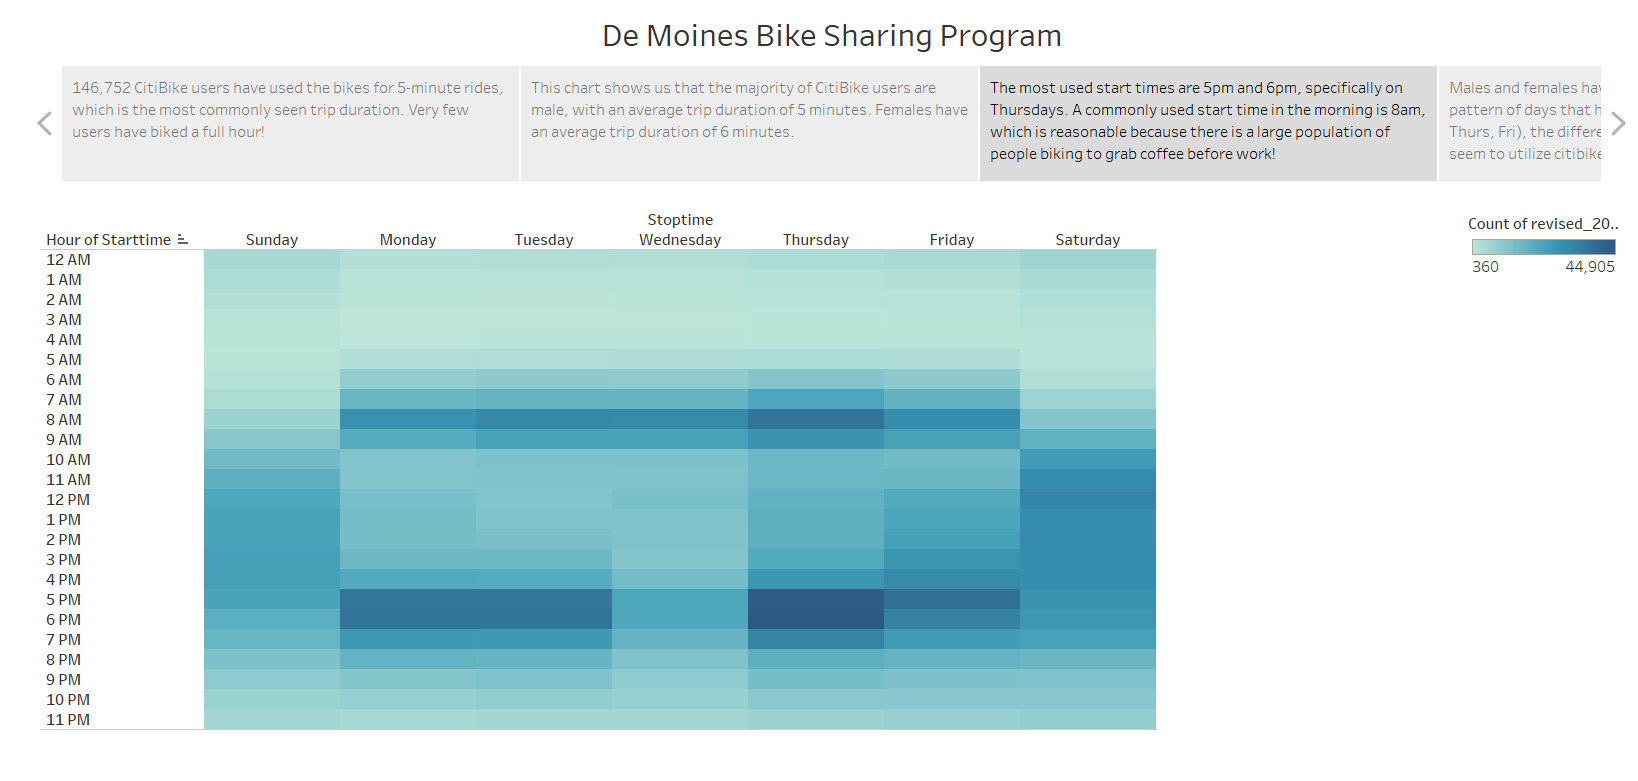 De Moines Bike Sharing Program
146,752 CitiBike users have used the bikes for 5-minute rides,
which is the most commonly seen trip duration. Very few
users have biked a full hour!
This chart shows us that the majority of CitiBike users are
male, with an average trip duration of 5 minutes. Females have
an average trip duration of 6 minutes.
The most used start times are 5pm and 6pm, specifically on
Thursdays. A commonly used start time in the morning is 8am,
which is reasonable because there is a large population of
people biking to grab coffee before work!
Males and females hav
pattern of days that h
Thurs, Fri), the differe
seem to utilize citibike
Stoptime
Hour of Starttime Sunday Monday Tuesday Wednesday Thursday Friday Saturday
12 AM
1 AM
2 AM
3 AM
4 AM
5 AM
6 AM
7 AM
8 AM
9 AM
10 AM
11 AM
12 PM
1 PM
2 PM
3 PM
4 PM
5 PM
6 PM
7 PM
8 PM
9 PM
10 PM
11 PM
Count of revised_20..
360 44,905